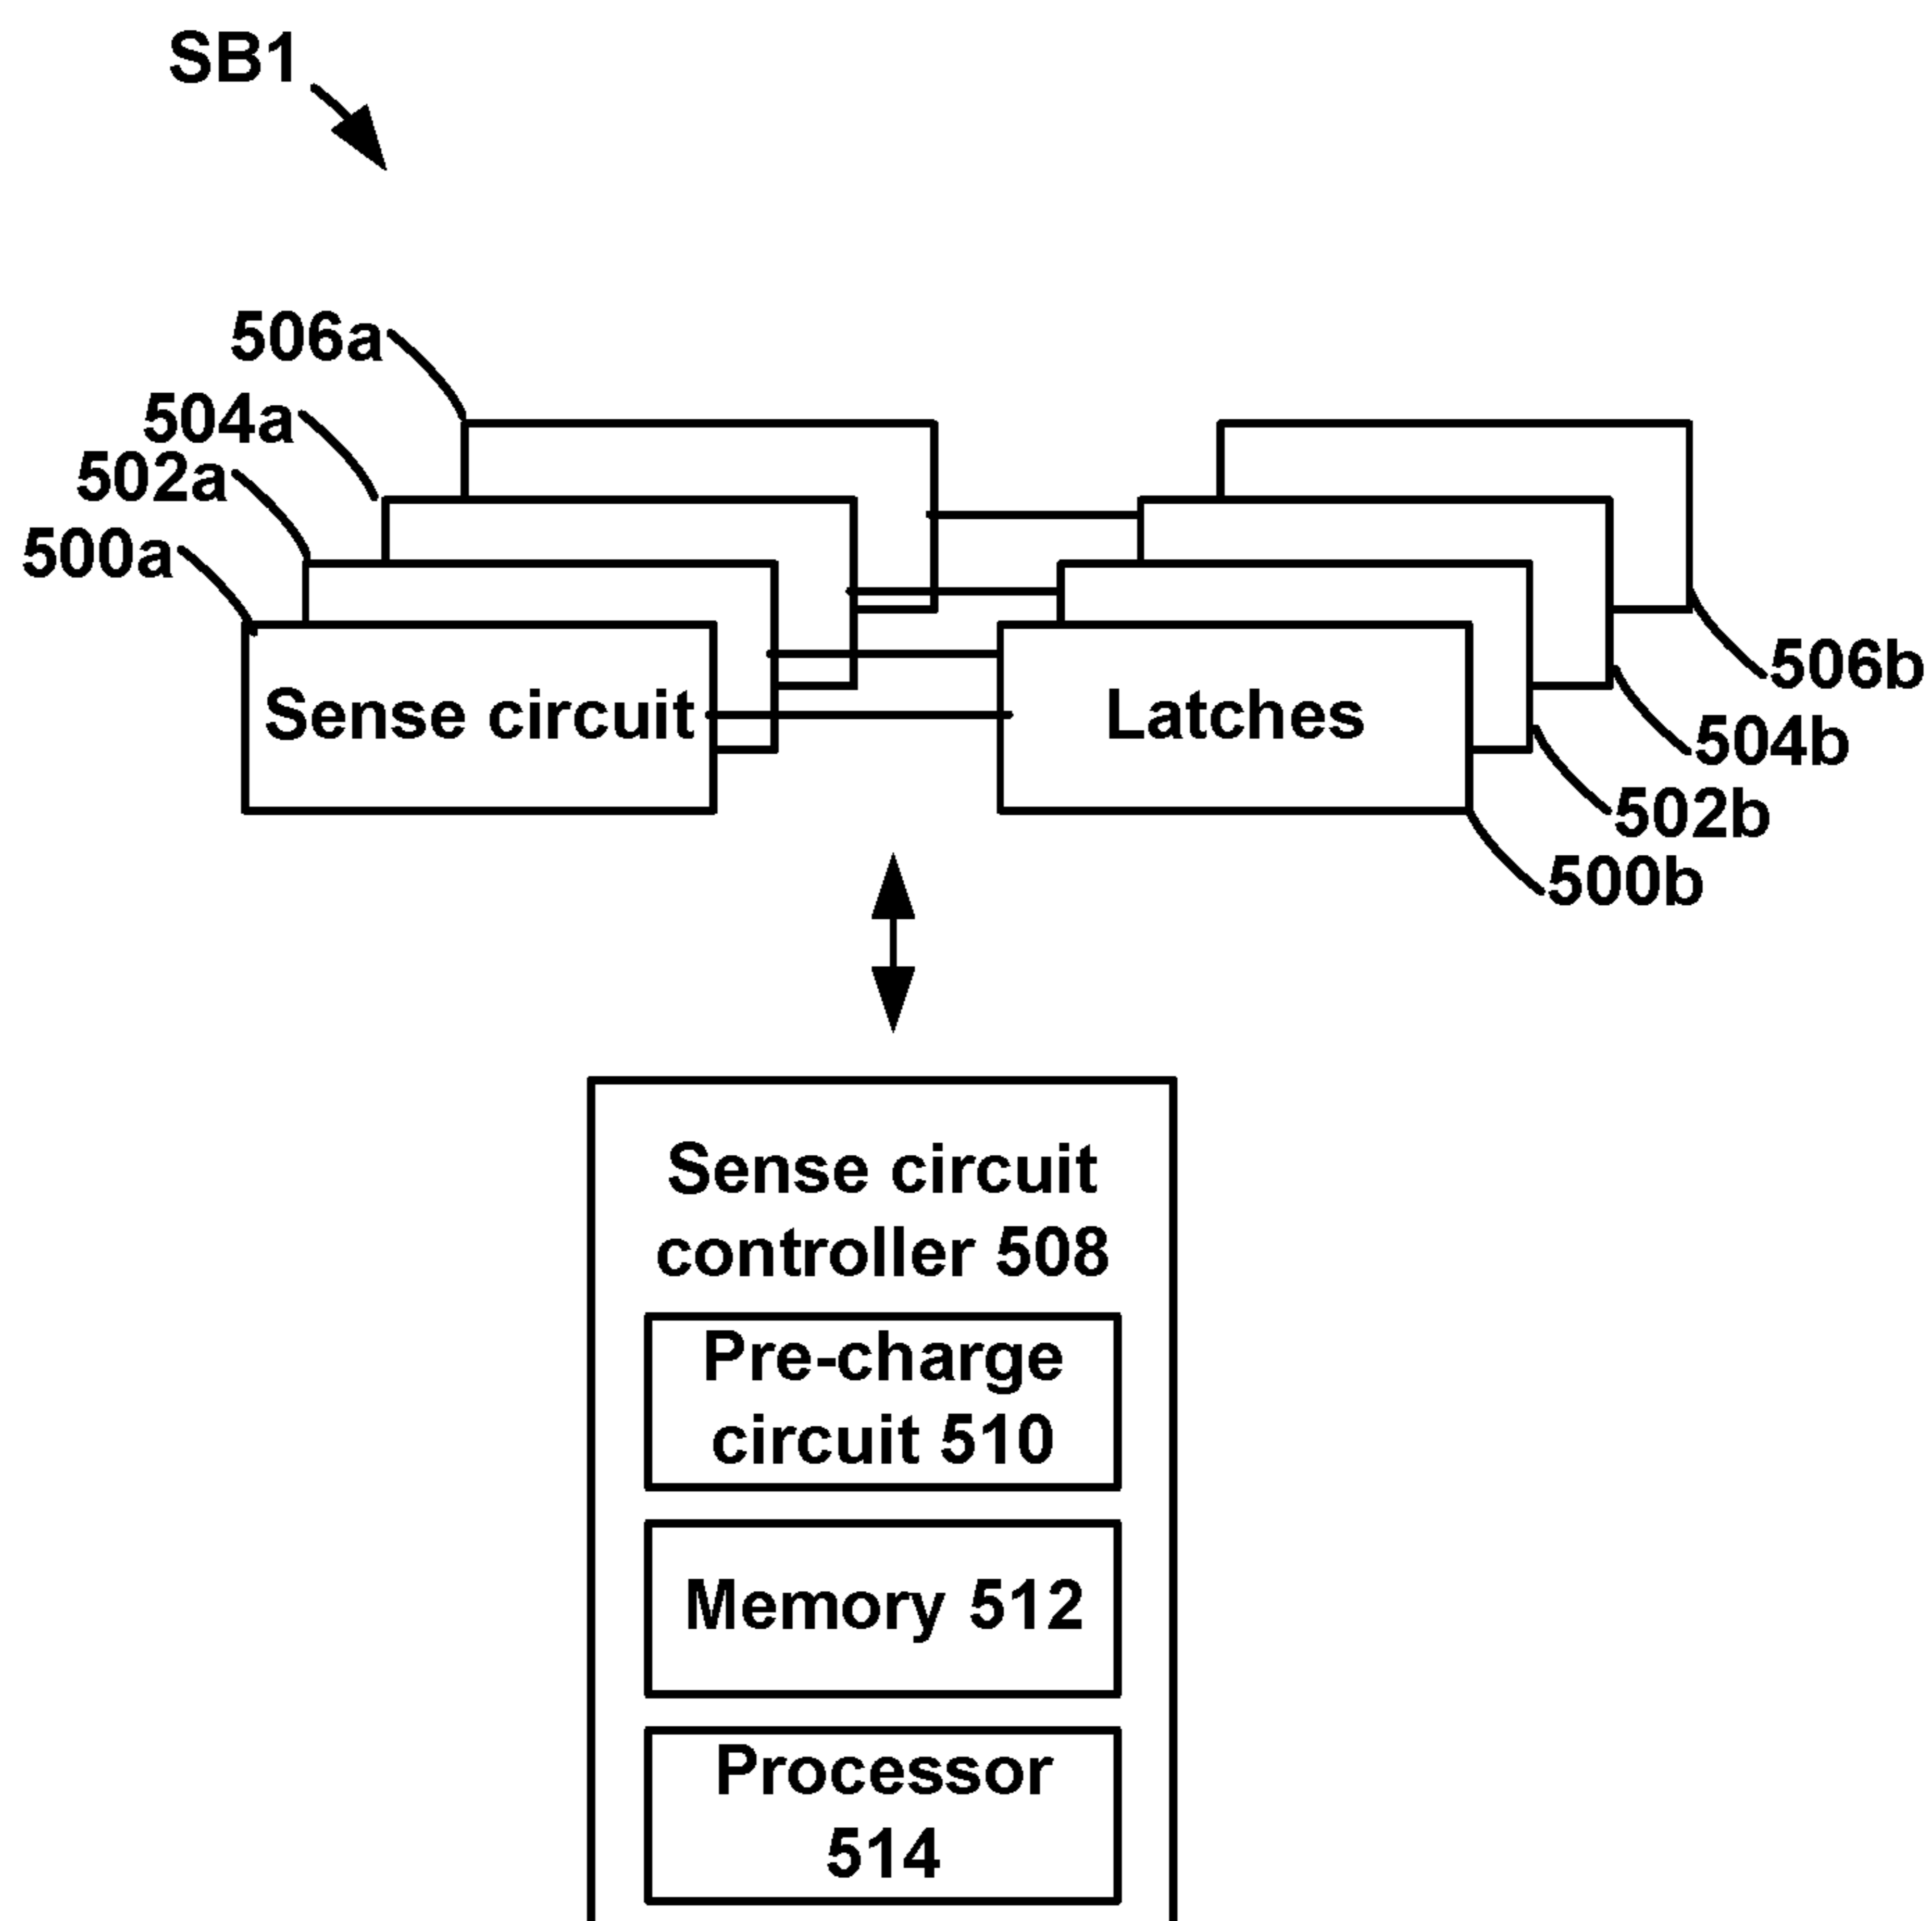 SB1
506a
504a
502a
500a
Sense circuit
Latches
506b
504b
502b
500b
Sense circuit
controller 508
Pre-charge
circuit 510
Memory 512
Processor
514